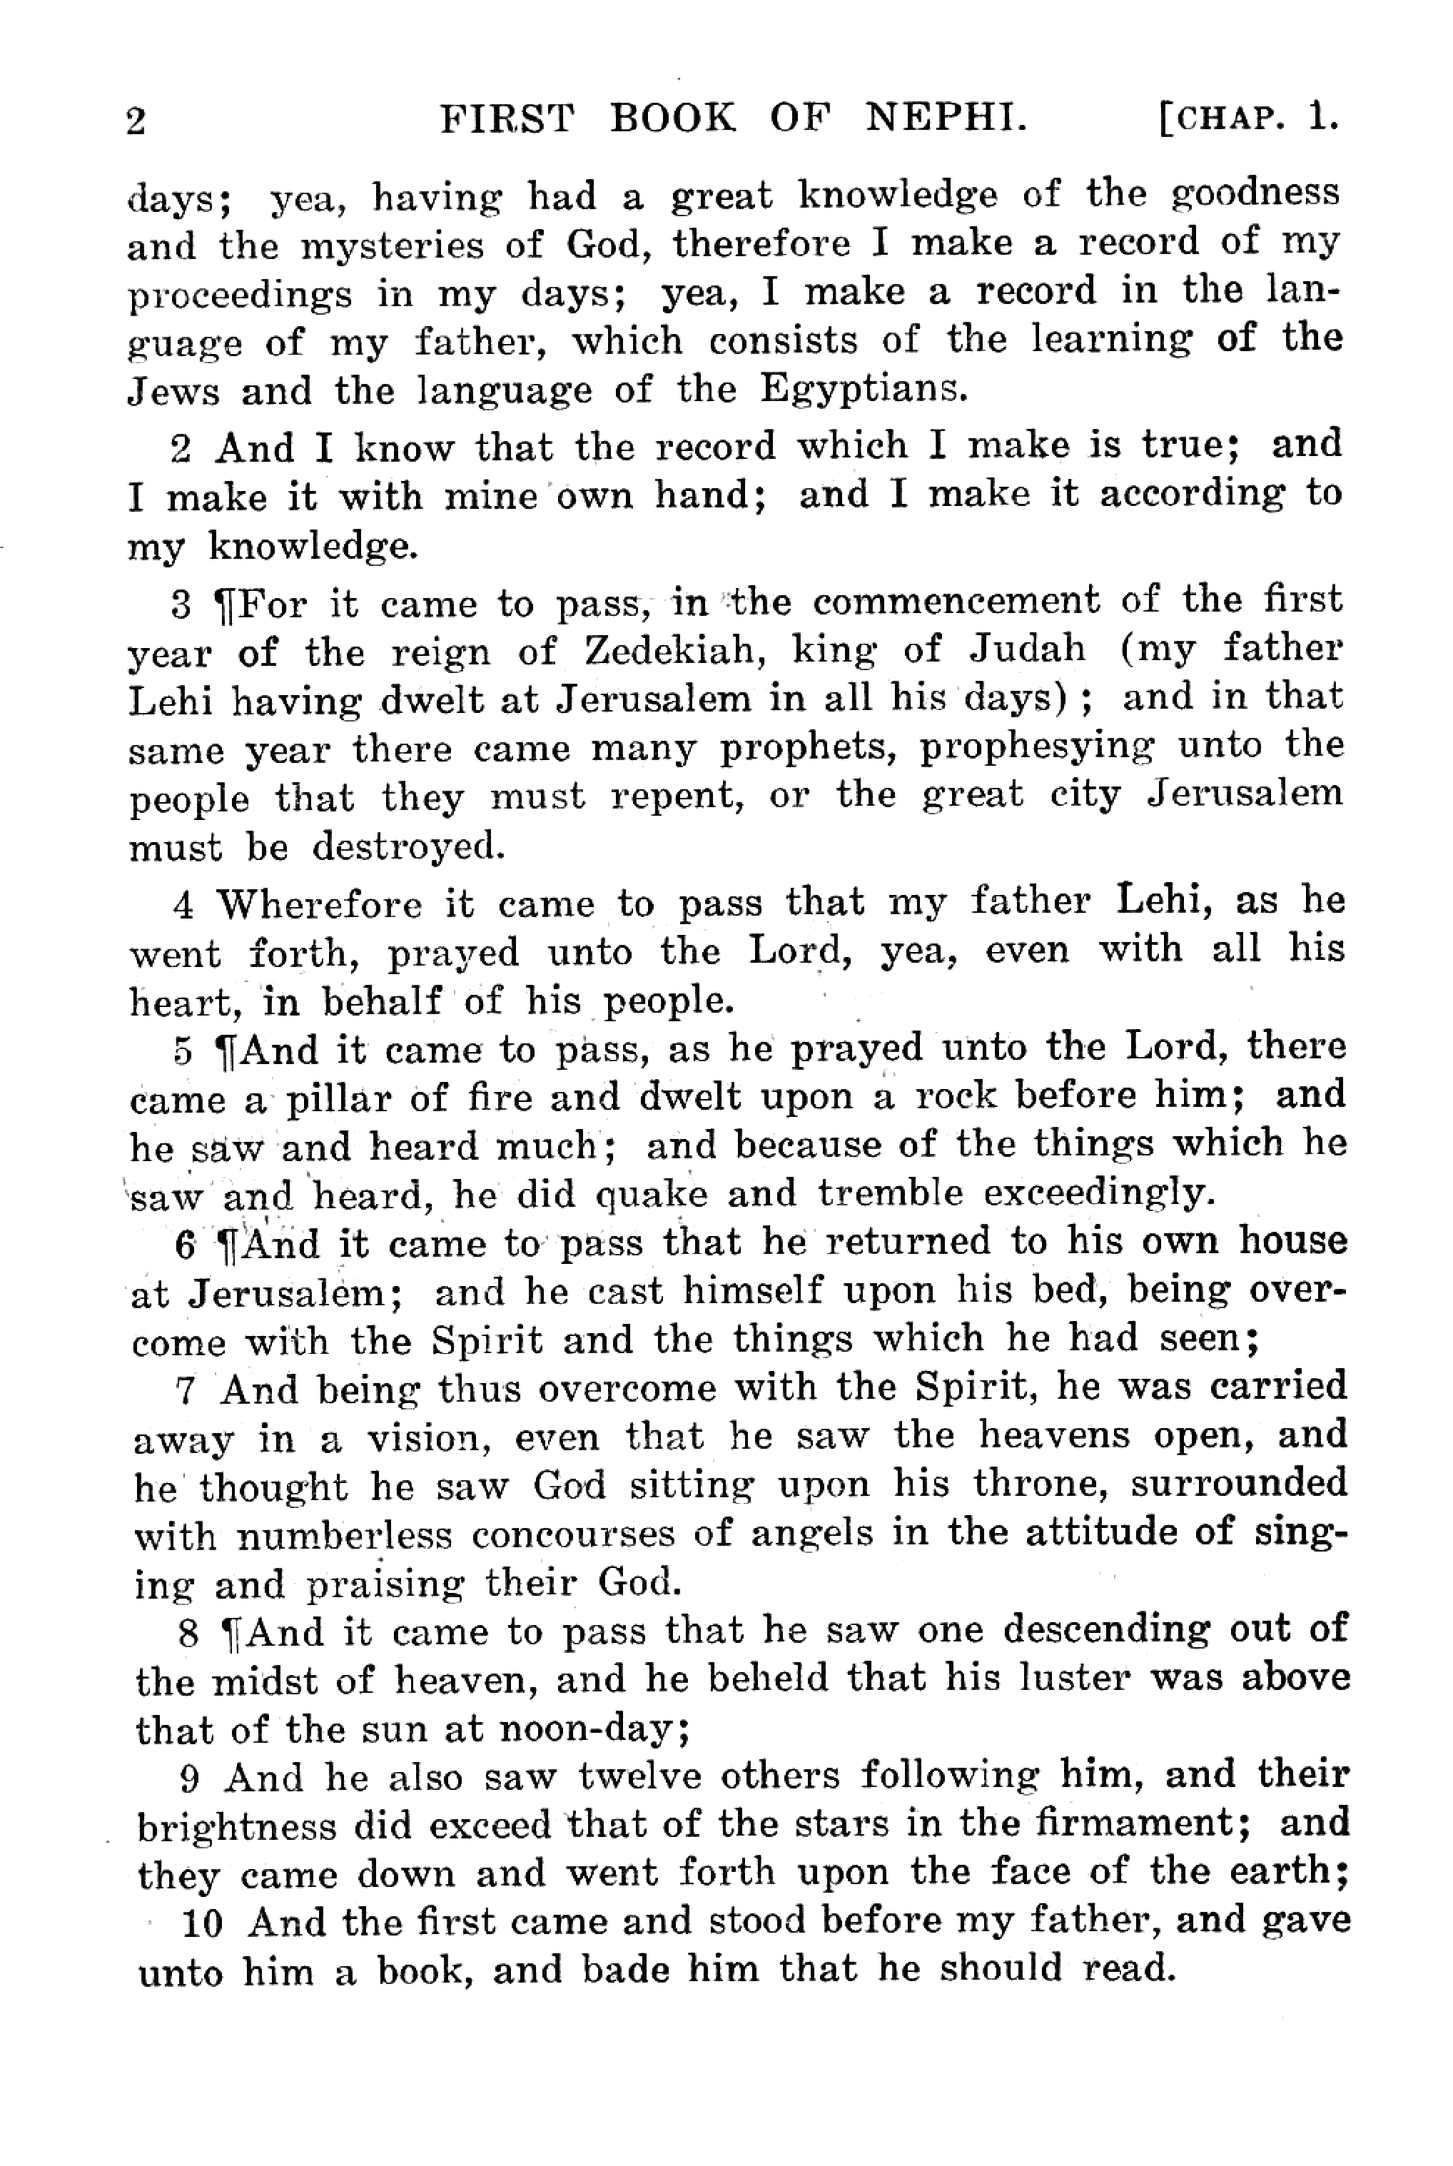 2 FIRST BOOK OF NEPHI. [CHAP. 1.
days; yea, having had a great knowledge of the goodness
and the mysteries of God, therefore I make a record of my
proceedings in my days; yea, I make a record in the lan-
guage of my father, which consists of the learning of the
Jews and the language of the Egyptians.
2 And I know that the record which I make is true; and
I make it with mine own hand; and I make it according to
my knowledge.
3 ¶For it came to pass, in the commencement of the first
year of the reign of Zedekiah, king of Judah (my father
Lehi having dwelt at Jerusalem in all his days) ; and in that
same year there came many prophets, prophesying unto the
people that they must repent, or the great city Jerusalem
must be destroyed.
4 Wherefore it came to pass that my father Lehi, as he
went forth, prayed unto the Lord, yea, even with all his
heart, in behalf of his people.
5 ¶And it came to pass, as he prayed unto the Lord, there
came a pillar of fire and dwelt upon a rock before him; and
he saw and heard much; and because of the things which he
saw and heard, he did quake and tremble exceedingly.
6 ¶And it came to pass that he returned to his own house
at Jerusalem; and he cast himself upon his bed, being over-
come with the Spirit and the things which he had seen;
7 And being thus overcome with the Spirit, he was carried
away in a vision, even that he saw the heavens open, and
he thought he saw God sitting upon his throne, surrounded
with numberless concourses of angels in the attitude of sing-
ing and praising their God.
8 ¶And it came to pass that he saw one descending out of
the midst of heaven, and he beheld that his luster was above
that of the sun at noon-day;
9 And he also saw twelve others following him, and their
brightness did exceed that of the stars in the firmament; and
they came down and went forth upon the face of the earth;
10 And the first came and stood before my father, and gave
unto him a book, and bade him that he should read.